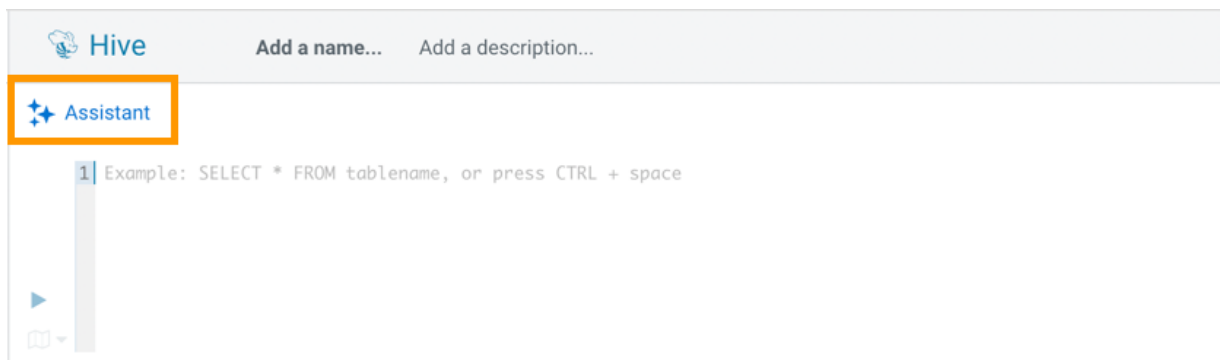 Hive Add a name... Add a description...
Assistant
1 Example: SELECT * FROM tablename, or press CTRL + space